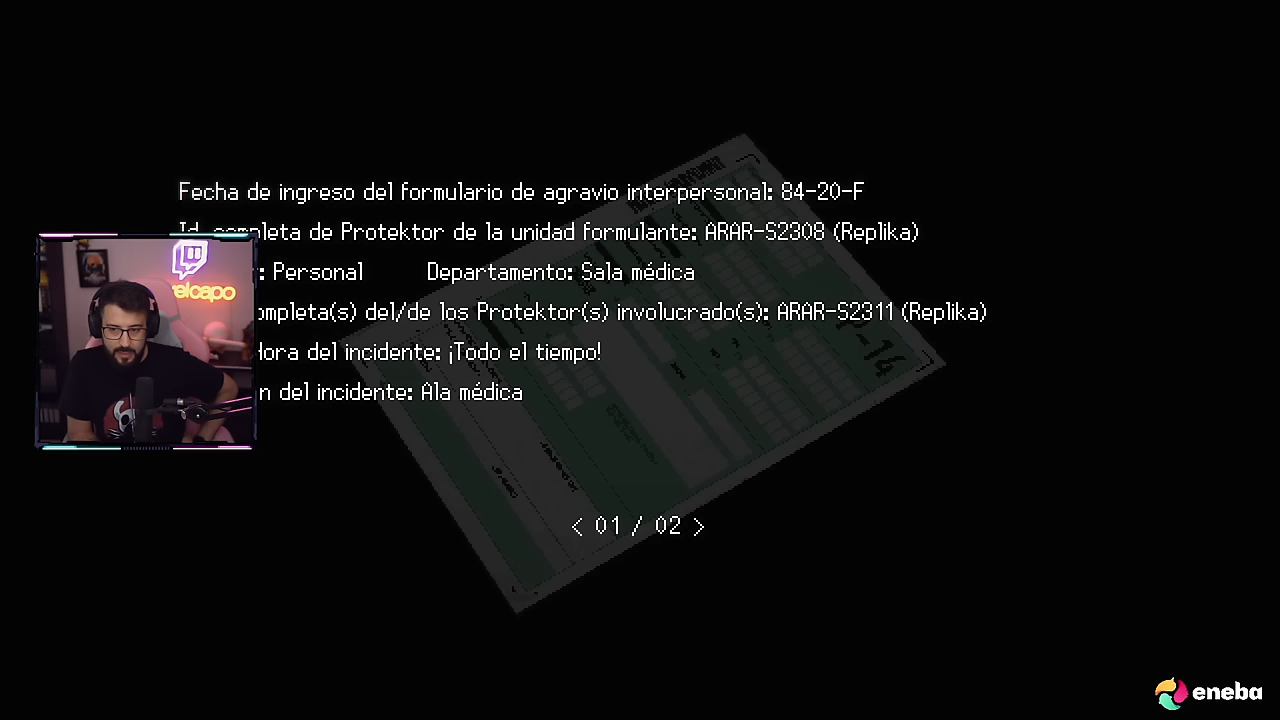 Fecha de ingreso del formulario de agravio interpersonal: 84-20-F
Id. completa de Protektor de la unidad formulante: ARAR-S2308 (Replika)
: Personal Departamento: Sala médica
ompleta(s) del/de los Protektor(s) involucrado(s): ARAR-S2311 (Replika)
Hora del incidente: ¡Todo el tiempo!
n del incidente: Ala médica
< 01 / 02 >
P-14
elcapo
eneba